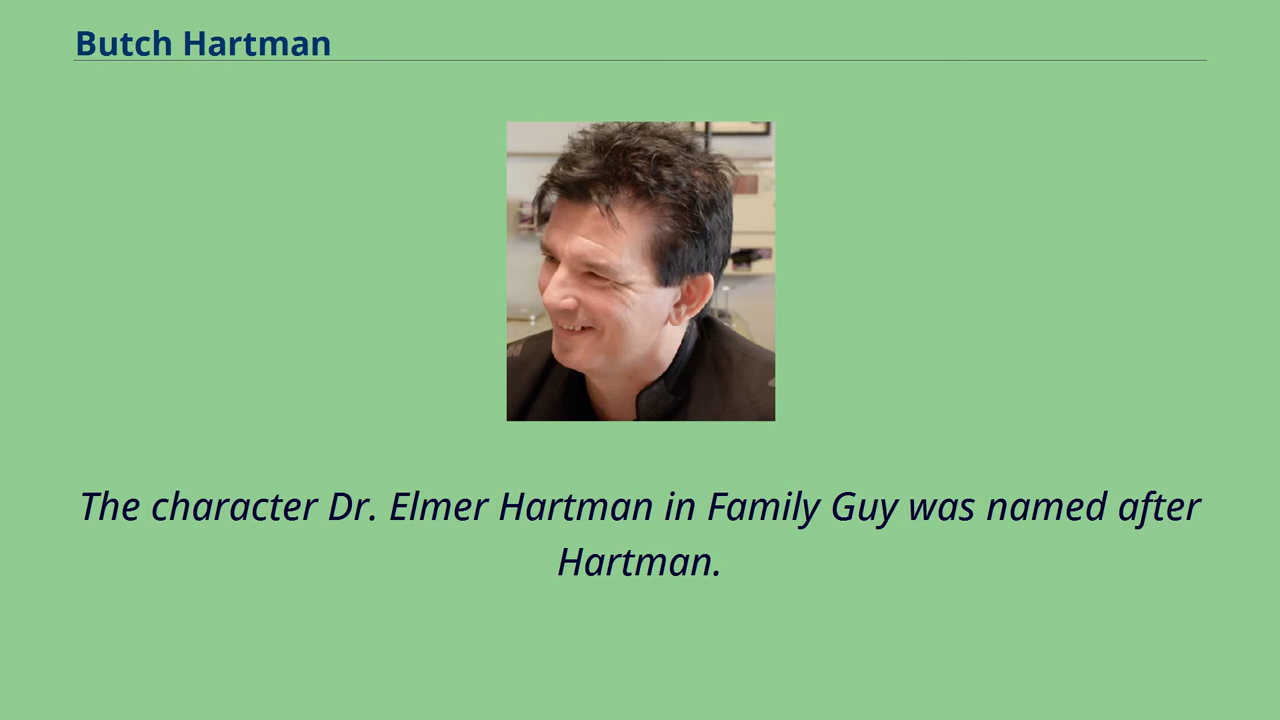 Butch Hartman
The character Dr. Elmer Hartman in Family Guy was named after
Hartman.